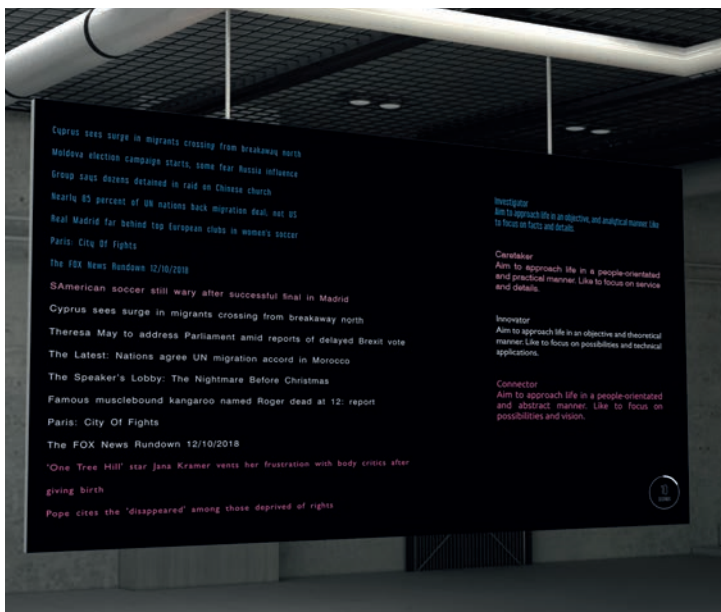 Cyprus sees surge in migrants crossing from breakaway north
Moldova election campaign starts, some fear Russia influence
Group says dozens detained in raid on Chinese church
Nearly 85 percent of UN nations back migration deal, not US
Real Madrid far behind top European clubs in women's soccer
Paris: City Of Fights
The FOX News Rundown 12/10/2018
SAmerican soccer still wary after successful final in Madrid
Cyprus sees surge in migrants crossing from breakaway north
Theresa May to address Parliament amid reports of delayed Brexit vote
The Latest: Nations agree UN migration accord in Morocco
The Speaker's Lobby: The Nightmare Before Christmas
Famous musclebound kangaroo named Roger dead at 12: report
Paris: City Of Fights
The FOX News Rundown 12/10/2018
'One Tree Hill' star Jana Kramer vents her frustration with body critics after
giving birth
Pope cites the 'disappeared' among those deprived of rights
Investigator
Aim to approach life in an objective, and analytical manner. Like
to focus on facts and details.
Caretaker
Aim to approach life in a people-orientated
and practical manner. Like to focus on service
and details.
Innovator
Aim to approach life in an objective and theoretical
manner. Like to focus on possibilities and technical
applications.
Connector
Aim to approach life in a people-orientated
and abstract manner. Like to focus on
possibilities and vision.
10